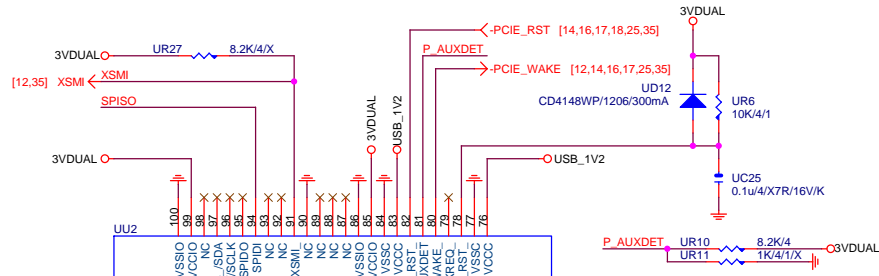 3VDUAL
3VDUAL UR27 8.2K/4/X
-PCIE_RST [14,16,17,18,25,35]
P_AUXDET
[12,35] XSMI XSMI
-PCIE_WAKE [12,14,16,17,25,35]
SPISO
UD12
CD4148WP/1206/300mA
UR6
10K/4/1
3VDUAL
USB_1V2
3VDUAL
USB_1V2
UC25
0.1u/4/X7R/16V/K
100 99 98 97 96 95 94 93 92 91 90 89 88 87 86 85 84 83 82 81 80 79 78 77 76
UU2
VSSIO
VCCIO
NC
/SDA
/SCLK
SPIDO
SPIDI
NC
NC
XSMI_
NC
NC
NC
NC
VSSIO
VCCIO
VSSC
VCCC
RST_
UXDET
WAKE_
REQ_
RST_
VSSC
VCCC
P_AUXDET UR10 8.2K/4 3VDUAL
UR11 1K/4/1/X